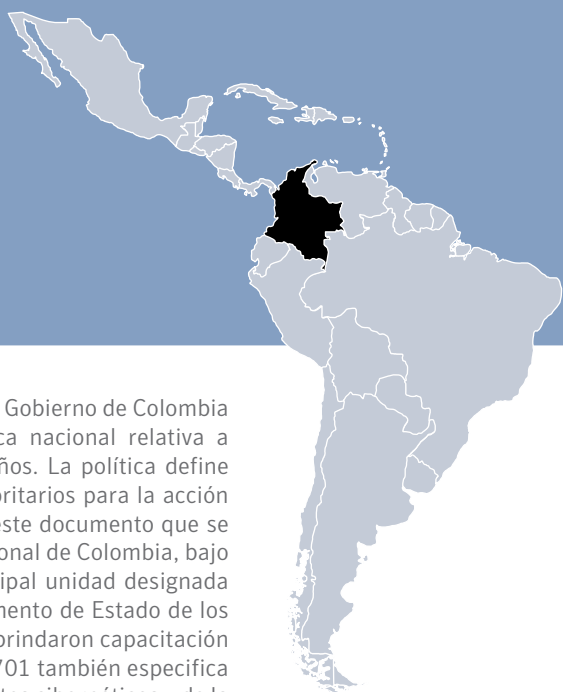 Gobierno de Colombia
ca nacional relativa a
ños. La política define
oritarios para la acción
este documento que se
onal de Colombia, bajo
cipal unidad designada
mento de Estado de los
brindaron capacitación
701 también especifica